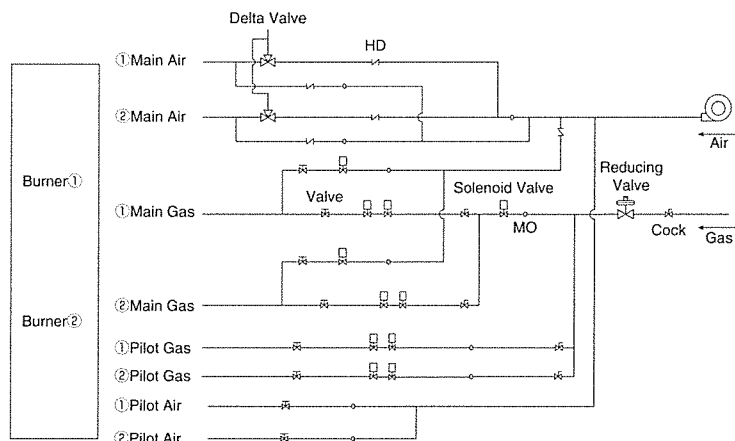 Delta Valve
①Main Air
HD
②Main Air
Air
Burner①
Valve
Solenoid Valve
Reducing
Valve
①Main Gas
MO
Cock
Gas
②Main Gas
Burner②
①Pilot Gas
②Pilot Gas
①Pilot Air
②Pilot Air